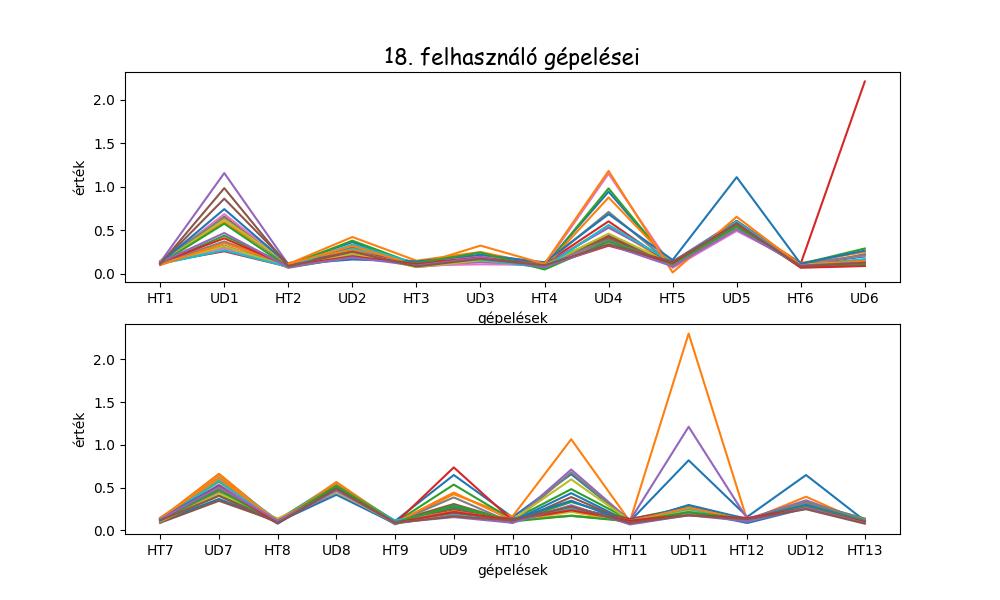 18. felhasználó gépelései
érték
2.0
1.5
1.0
0.5
0.0
HT1 UD1 HT2 UD2 HT3 UD3 HT4 UD4 HT5 UD5 HT6 UD6
gépelések
érték
2.0
1.5
1.0
0.5
0.0
HT7 UD7 HT8 UD8 HT9 UD9 HT10 UD10 HT11 UD11 HT12 UD12 HT13
gépelések